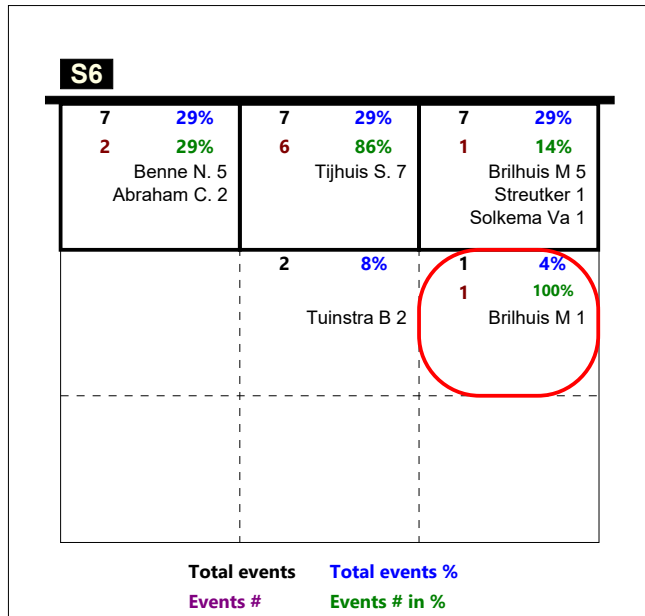 S6
7 29% 7 29% 7 29%
2 29% 6 86% 1 14%
Benne N. 5 Tijhuis S. 7 Brilhuis M 5
Abraham C. 2 Streutker 1
Solkema Va 1
2 8% 1 4%
1 100%
Tuinstra B 2 Brilhuis M 1
Total events Total events %
Events # Events # in %